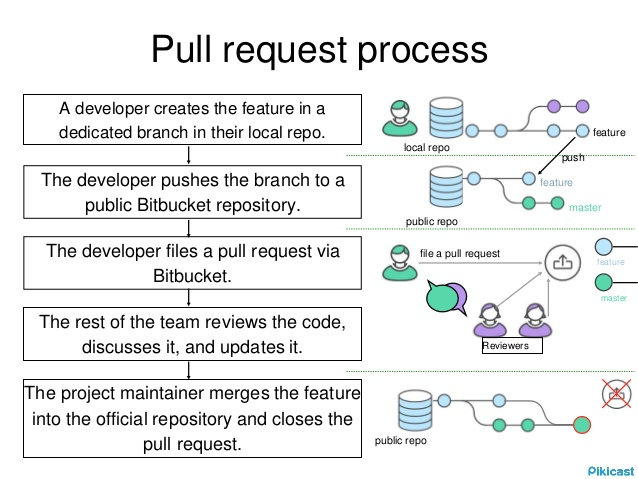 Pull request process
A developer creates the feature in a
dedicated branch in their local repo.
The developer pushes the branch to a
public Bitbucket repository.
The developer files a pull request via
Bitbucket.
The rest of the team reviews the code,
discusses it, and updates it.
The project maintainer merges the feature
into the official repository and closes the
pull request.
local repo
feature
push
feature
master
public repo
file a pull request
feature
master
Reviewers
public repo
Pikicast